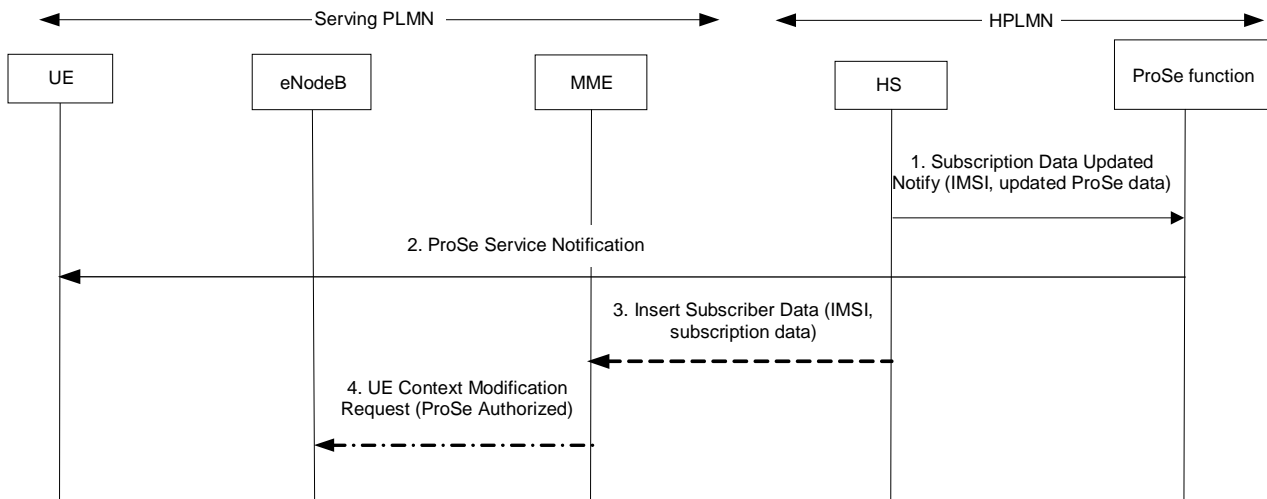 Serving PLMN
HPLMN
UE
eNodeB
MME
HS
ProSe function
1. Subscription Data Updated
Notify (IMSI, updated ProSe data)
2. ProSe Service Notification
3. Insert Subscriber Data (IMSI,
subscription data)
4. UE Context Modification
Request (ProSe Authorized)